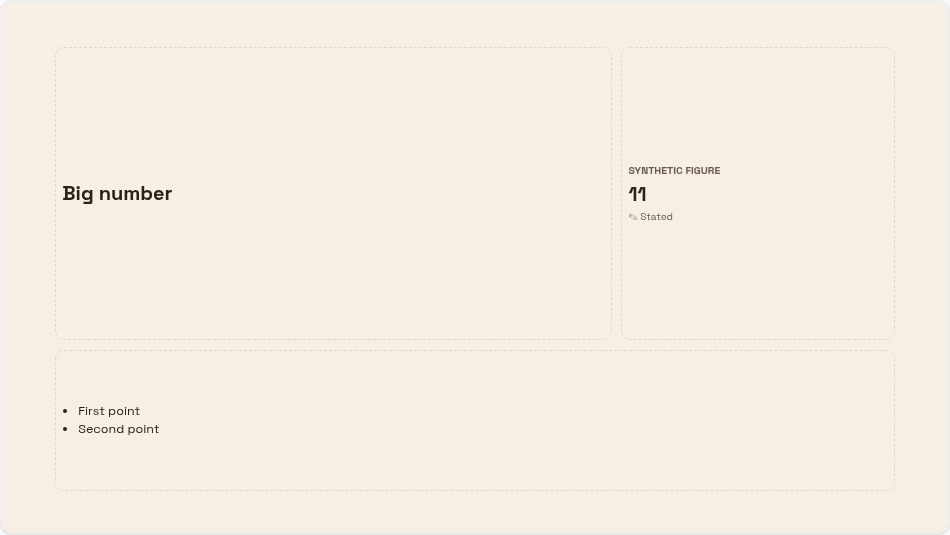 Big number
SYNTHETIC FIGURE
11
✎ Stated
• First point
• Second point